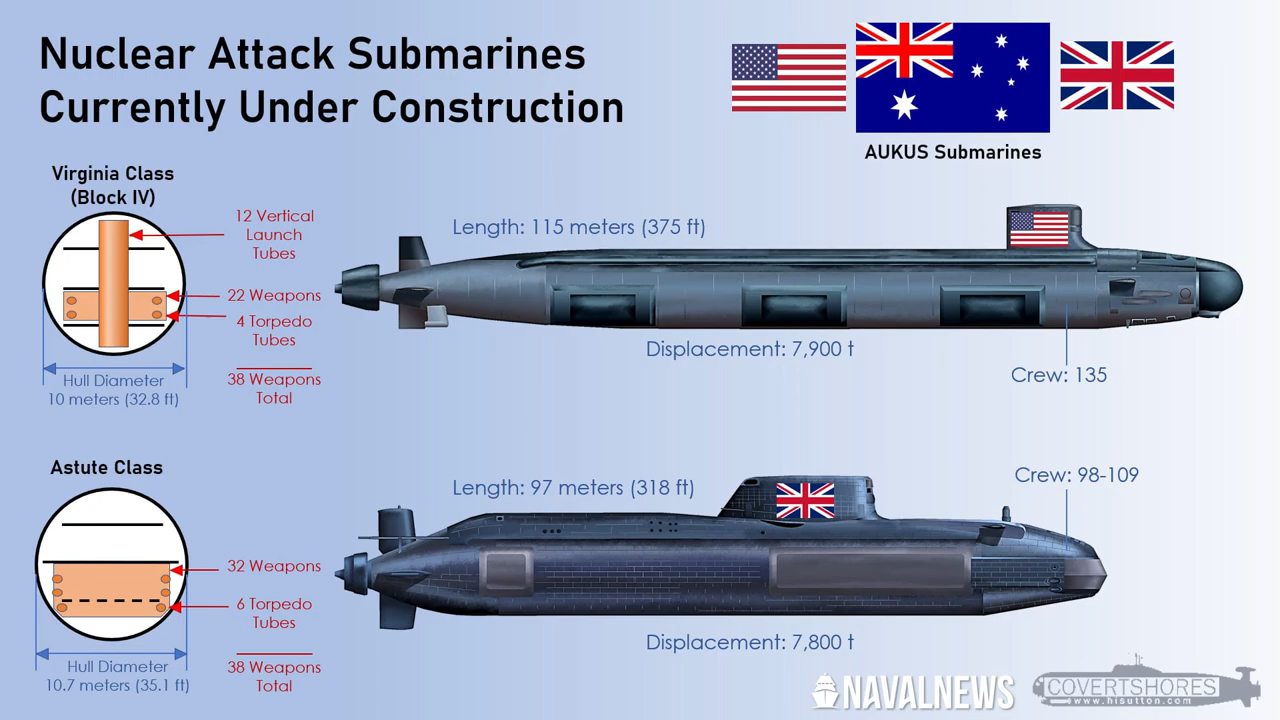 Nuclear Attack Submarines
Currently Under Construction
AUKUS Submarines
Virginia Class
(Block IV)
12 Vertical
Launch
Tubes
22 Weapons
4 Torpedo
Tubes
38 Weapons
Total
Hull Diameter
10 meters (32.8 ft)
Length: 115 meters (375 ft)
Displacement: 7,900 t
Crew: 135
Astute Class
32 Weapons
6 Torpedo
Tubes
38 Weapons
Total
Hull Diameter
10.7 meters (35.1 ft)
Length: 97 meters (318 ft)
Crew: 98-109
Displacement: 7,800 t
NAVALNEWS
COVERTSHORES
www.hisutton.com